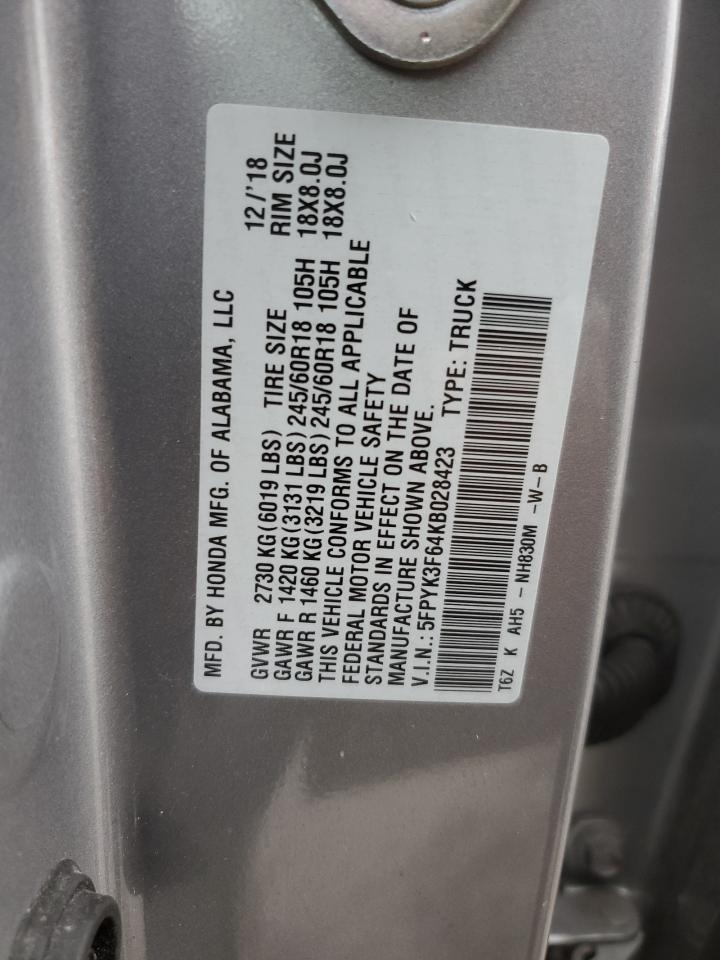 MFD. BY HONDA MFG. OF ALABAMA, LLC 12/'18
GVWR 2730 KG (6019 LBS) TIRE SIZE RIM SIZE
GAWR F 1420 KG (3131 LBS) 245/60R18 105H 18X8.0J
GAWR R 1460 KG (3219 LBS) 245/60R18 105H 18X8.0J
THIS VEHICLE CONFORMS TO ALL APPLICABLE
FEDERAL MOTOR VEHICLE SAFETY
STANDARDS IN EFFECT ON THE DATE OF
MANUFACTURE SHOWN ABOVE.
V.I.N.: 5FPYK3F64KB028423 TYPE: TRUCK
T6Z K AH5 - NH830M -W-B